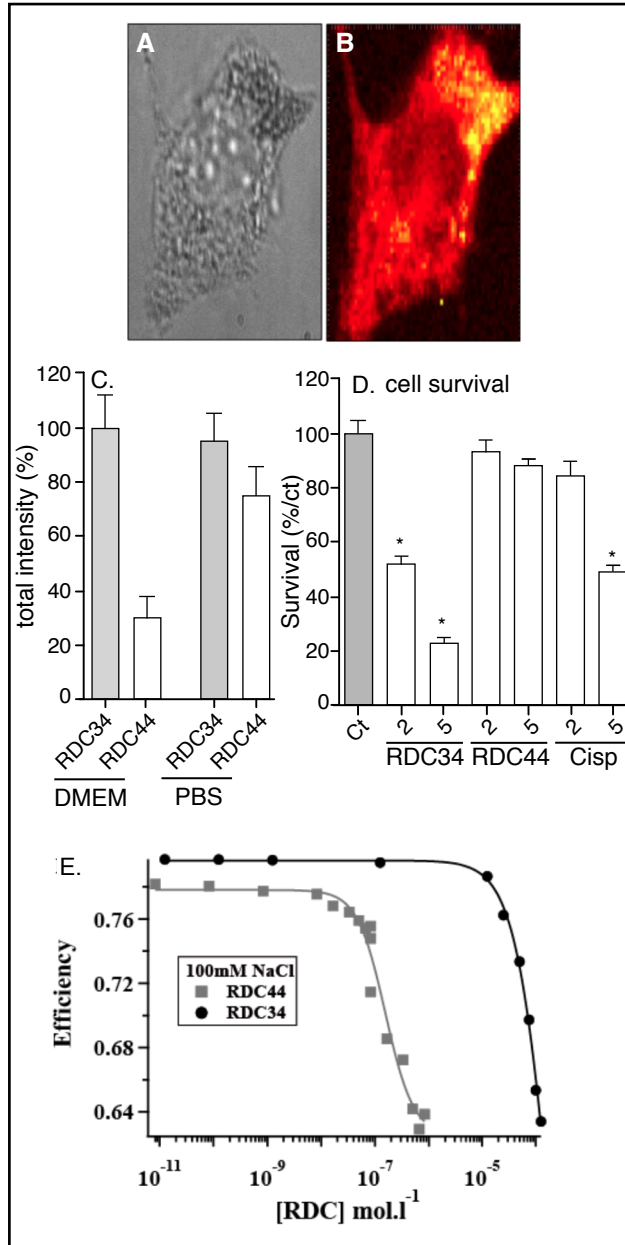 A
B
C.
total intensity (%)
120
100
80
60
40
20
0
RDC34
RDC44
RDC34
RDC44
DMEM
PBS
D. cell survival
Survival (%/ct)
120
100
80
60
40
20
0
*
*
*
Ct
2
5
2
5
2
5
RDC34
RDC44
Cisp
E.
Efficiency
0.76
0.72
0.68
0.64
100mM NaCl
RDC44
RDC34
10⁻¹¹
10⁻⁹
10⁻⁷
10⁻⁵
[RDC] mol.l⁻¹